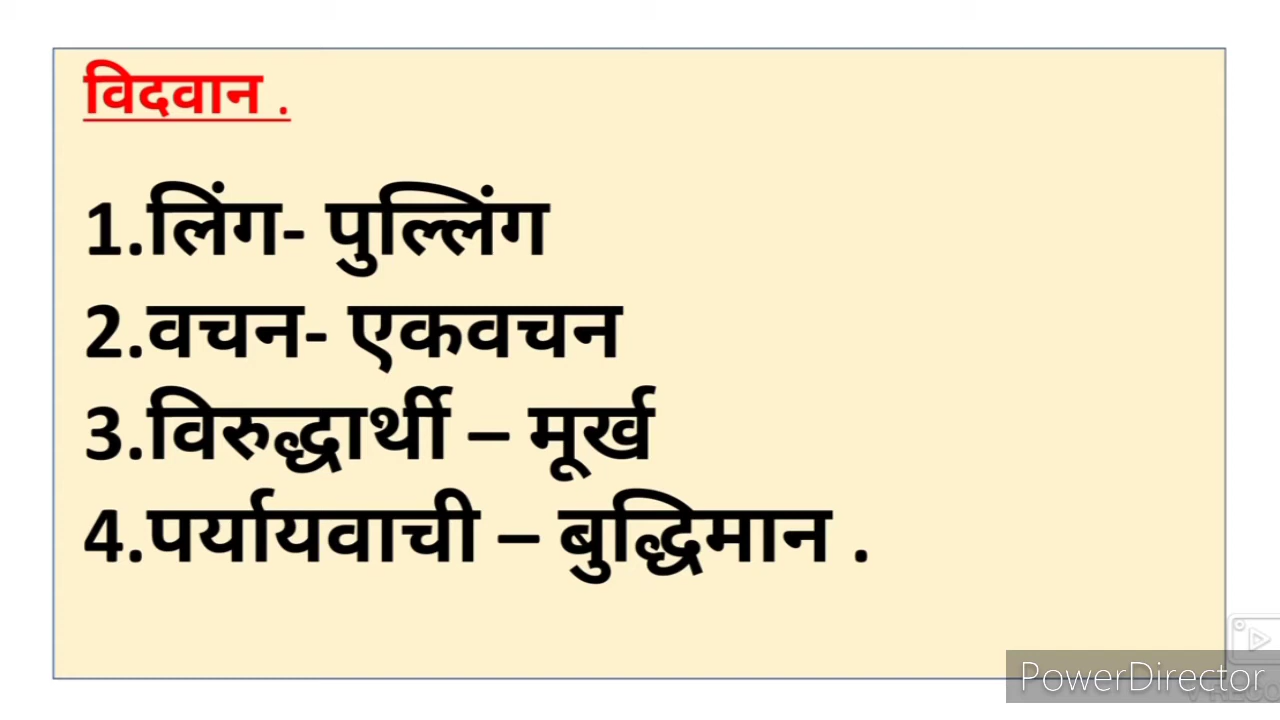 विदवान .
1.लिंग- पुल्लिंग
2.वचन- एकवचन
3.विरुद्धार्थी – मूर्ख
4.पर्यायवाची – बुद्धिमान .
PowerDirector